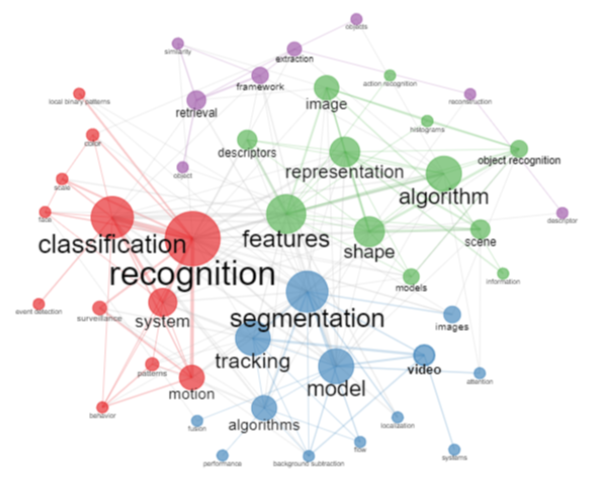 objects
similarity
extraction
framework
action recognition
local binary patterns
retrieval
image
reconstruction
histograms
color
descriptors
object recognition
object
representation
scale
algorithm
face
descriptor
classification
features
shape
scene
recognition
models
information
event detection
surveillance
system
segmentation
images
tracking
video
patterns
model
attention
motion
behavior
algorithms
fusion
localization
flow
performance
background subtraction
systems